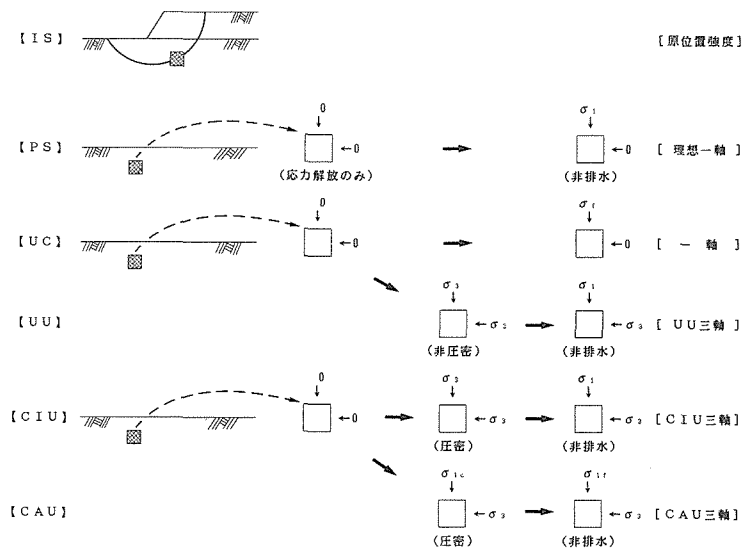 【IS】 [原位置強度]
0 σ₁
【PS】 ←0 ←0 [理想一軸]
(応力解放のみ) (非排水)
0 σ₁
【UC】 ←0 ←0 [一軸]
σ₃ σ₁
【UU】 ←σ₃ ←σ₃ [UU三軸]
(非圧密) (非排水)
0 σ₃ σ₁
【CIU】 ←0 ←σ₃ ←σ₃ [CIU三軸]
(圧密) (非排水)
σ₁c σ₁f
【CAU】 ←σ₃ ←σ₃ [CAU三軸]
(圧密) (非排水)